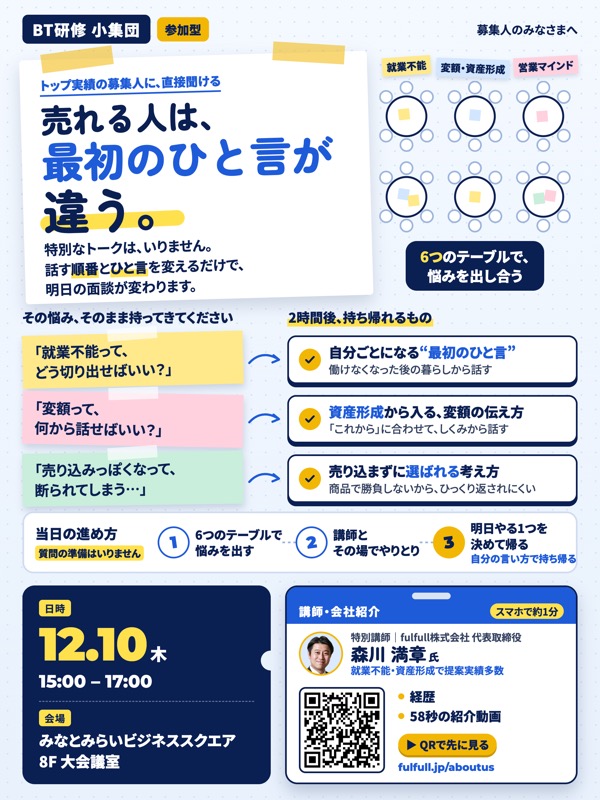 BT研修 小集団
参加型
募集人のみなさまへ
トップ実績の募集人に、直接聞ける
売れる人は、
最初のひと言が
違う。
特別なトークは、いりません。
話す順番とひと言を変えるだけで、
明日の面談が変わります。
就業不能
変額・資産形成
営業マインド
6つのテーブルで、
悩みを出し合う
その悩み、そのまま持ってきてください
「就業不能って、
どう切り出せばいい？」
「変額って、
何から話せばいい？」
「売り込みっぽくなって、
断られてしまう…」
2時間後、持ち帰れるもの
自分ごとになる“最初のひと言”
働けなくなった後の暮らしから話す
資産形成から入る、変額の伝え方
「これから」に合わせて、しくみから話す
売り込まずに選ばれる考え方
商品で勝負しないから、ひっくり返されにくい
当日の進め方
質問の準備はいりません
1
6つのテーブルで
悩みを出す
2
講師と
その場でやりとり
3
明日やる1つを
決めて帰る
自分の言い方で持ち帰る
日時
12.10木
15:00 – 17:00
会場
みなとみらいビジネススクエア
8F 大会議室
講師・会社紹介
スマホで約1分
特別講師｜fulfull株式会社 代表取締役
森川 満章氏
就業不能・資産形成で提案実績多数
経歴
58秒の紹介動画
▶ QRで先に見る
fulfull.jp/aboutus